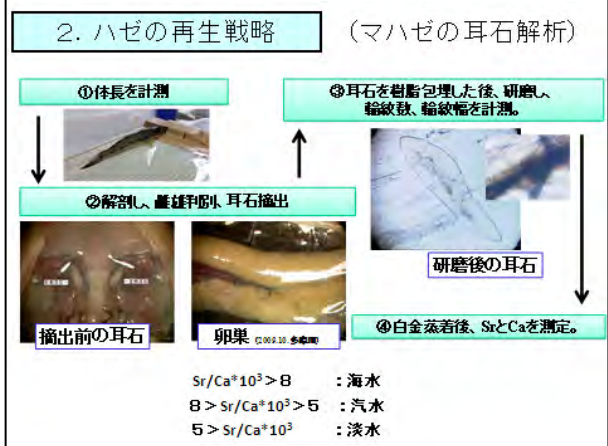 2. ハゼの再生戦略
(マハゼの耳石解析)
①体長を計測
③耳石を樹脂包埋した後、研磨し、
輪紋数、輪紋幅を計測。
②解剖し、雌雄判別、耳石摘出
研磨後の耳石
摘出前の耳石
卵巣
④白金蒸着後、SrとCaを測定。
Sr/Ca*10³>8 :海水
8>Sr/Ca*10³>5 :汽水
5>Sr/Ca*10³ :淡水